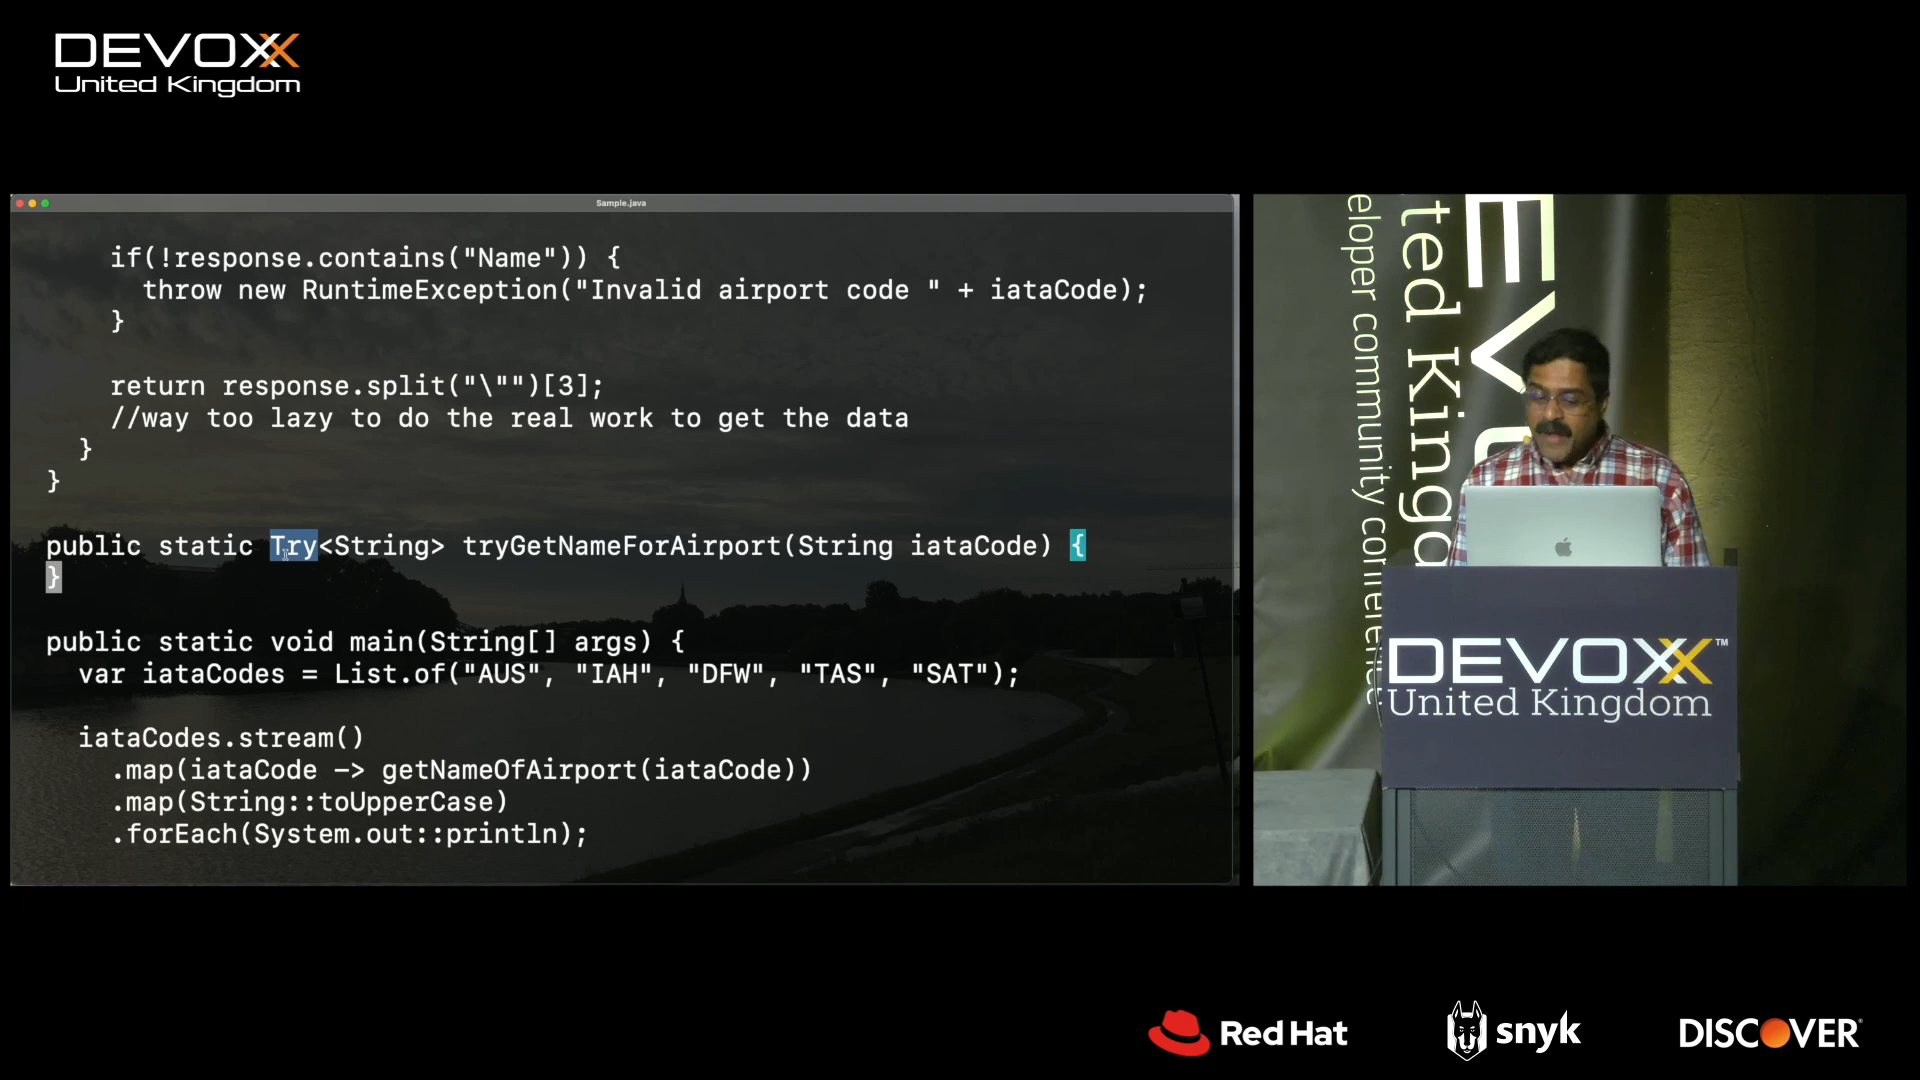 DEVOXX
United Kingdom
Sample.java
if(!response.contains("Name")) {
throw new RuntimeException("Invalid airport code " + iataCode);
}
return response.split("\"")[3];
//way too lazy to do the real work to get the data
}
}
public static Try<String> tryGetNameForAirport(String iataCode) {
}
public static void main(String[] args) {
var iataCodes = List.of("AUS", "IAH", "DFW", "TAS", "SAT");
iataCodes.stream()
.map(iataCode -> getNameOfAirport(iataCode))
.map(String::toUpperCase)
.forEach(System.out::println);
EVO
ted Kingdo
eloper community conference
DEVOXX™
United Kingdom
Red Hat
snyk
DISCOVER